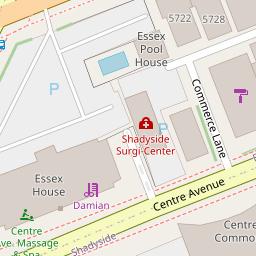 5722
5728
Essex
Pool
House
P
P
Commerce Lane
Shadyside
Surgi-Center
Essex
House
Damian
Centre Avenue
Centre
Ave. Massage
& Spa
Shadyside
Centre
Commo